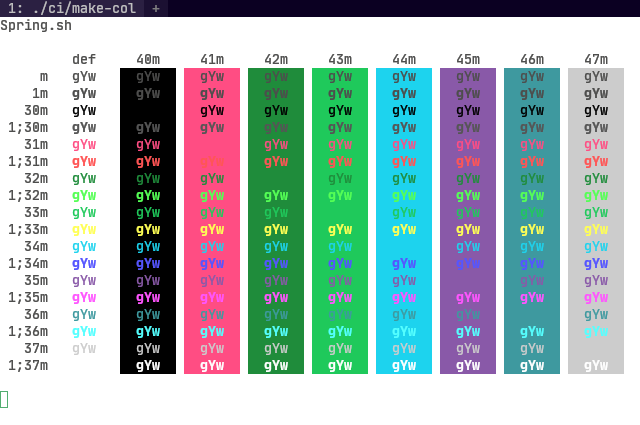 1: ./ci/make-col +
Spring.sh
def 40m 41m 42m 43m 44m 45m 46m 47m
m gYw gYw gYw gYw gYw gYw gYw gYw gYw
1m gYw gYw gYw gYw gYw gYw gYw gYw gYw
30m gYw gYw gYw gYw gYw gYw gYw gYw
1;30m gYw gYw gYw gYw gYw gYw gYw gYw gYw
31m gYw gYw gYw gYw gYw gYw gYw gYw
1;31m gYw gYw gYw gYw gYw gYw gYw gYw gYw
32m gYw gYw gYw gYw gYw gYw gYw gYw
1;32m gYw gYw gYw gYw gYw gYw gYw gYw gYw
33m gYw gYw gYw gYw gYw gYw gYw gYw
1;33m gYw gYw gYw gYw gYw gYw gYw gYw gYw
34m gYw gYw gYw gYw gYw gYw gYw gYw
1;34m gYw gYw gYw gYw gYw gYw gYw gYw gYw
35m gYw gYw gYw gYw gYw gYw gYw gYw
1;35m gYw gYw gYw gYw gYw gYw gYw gYw gYw
36m gYw gYw gYw gYw gYw gYw gYw gYw
1;36m gYw gYw gYw gYw gYw gYw gYw gYw gYw
37m gYw gYw gYw gYw gYw gYw gYw gYw
1;37m gYw gYw gYw gYw gYw gYw gYw gYw